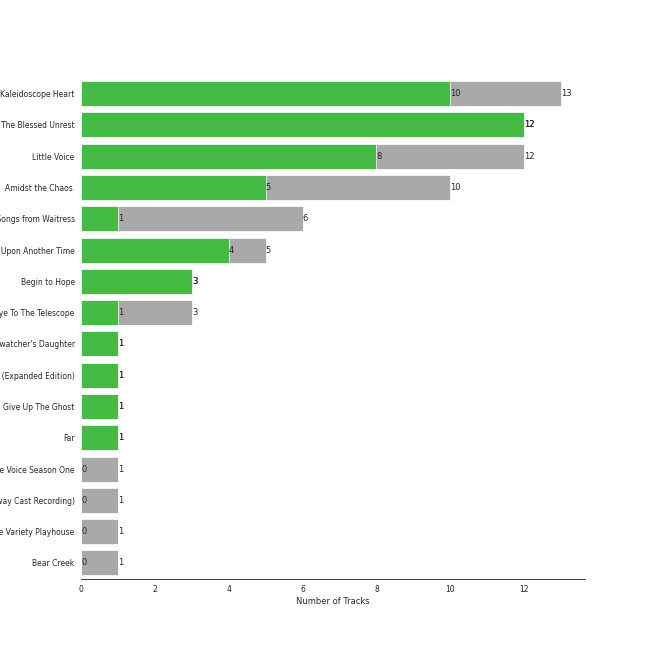 Kaleidoscope Heart 10 13
The Blessed Unrest 12
Little Voice 8 12
Amidst the Chaos 5 10
Songs from Waitress 1 6
Upon Another Time 4 5
Begin to Hope 3
To The Telescope 1 3
Daughter 1
(Expanded Edition) 1
Give Up The Ghost 1
Far 1
Voice Season One 0 1
Cast Recording) 0 1
Variety Playhouse 0 1
Bear Creek 0 1
0 2 4 6 8 10 12
Number of Tracks